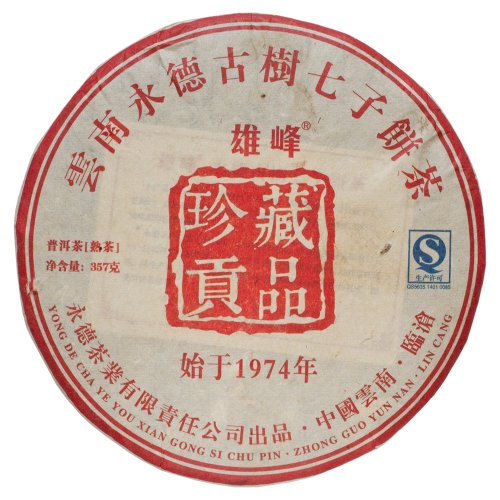 雲南永德古樹七子餅茶
雄峰®
珍藏
貢品
普洱茶[熟茶]
净含量: 357克
生产许可
QS5635 1401 0085
始于1974年
永德茶業有限責任公司出品·中國雲南·臨滄
YONG DE CHA YE YOU XIAN GONG SI CHU PIN · ZHONG GUO YUN NAN · LIN CANG